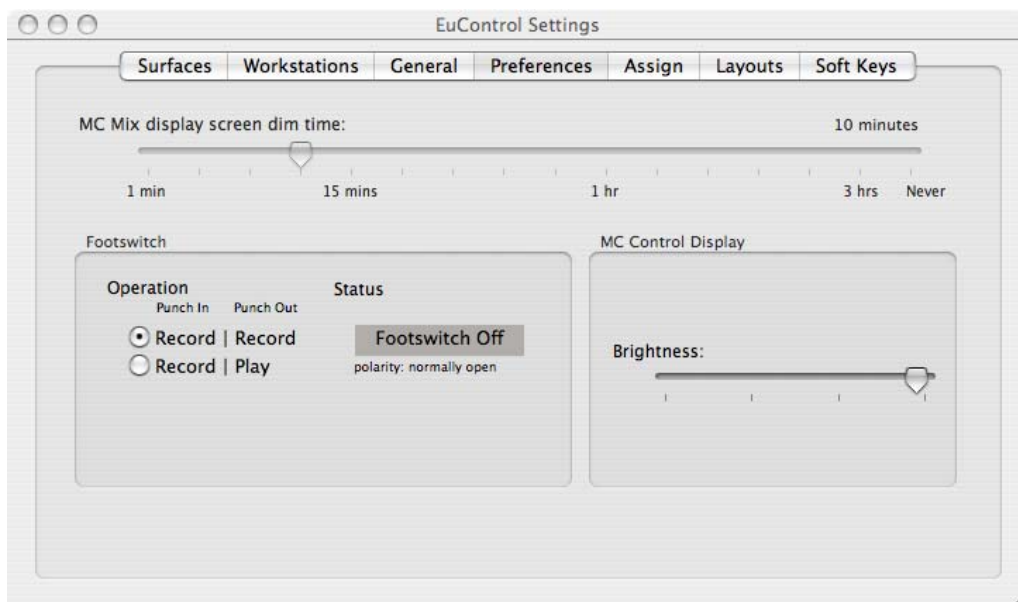 EuControl Settings
Surfaces Workstations General Preferences Assign Layouts Soft Keys
MC Mix display screen dim time: 10 minutes
1 min 15 mins 1 hr 3 hrs Never
Footswitch
Operation Status
Punch In Punch Out
Record | Record
Footswitch Off
Record | Play
polarity: normally open
MC Control Display
Brightness: